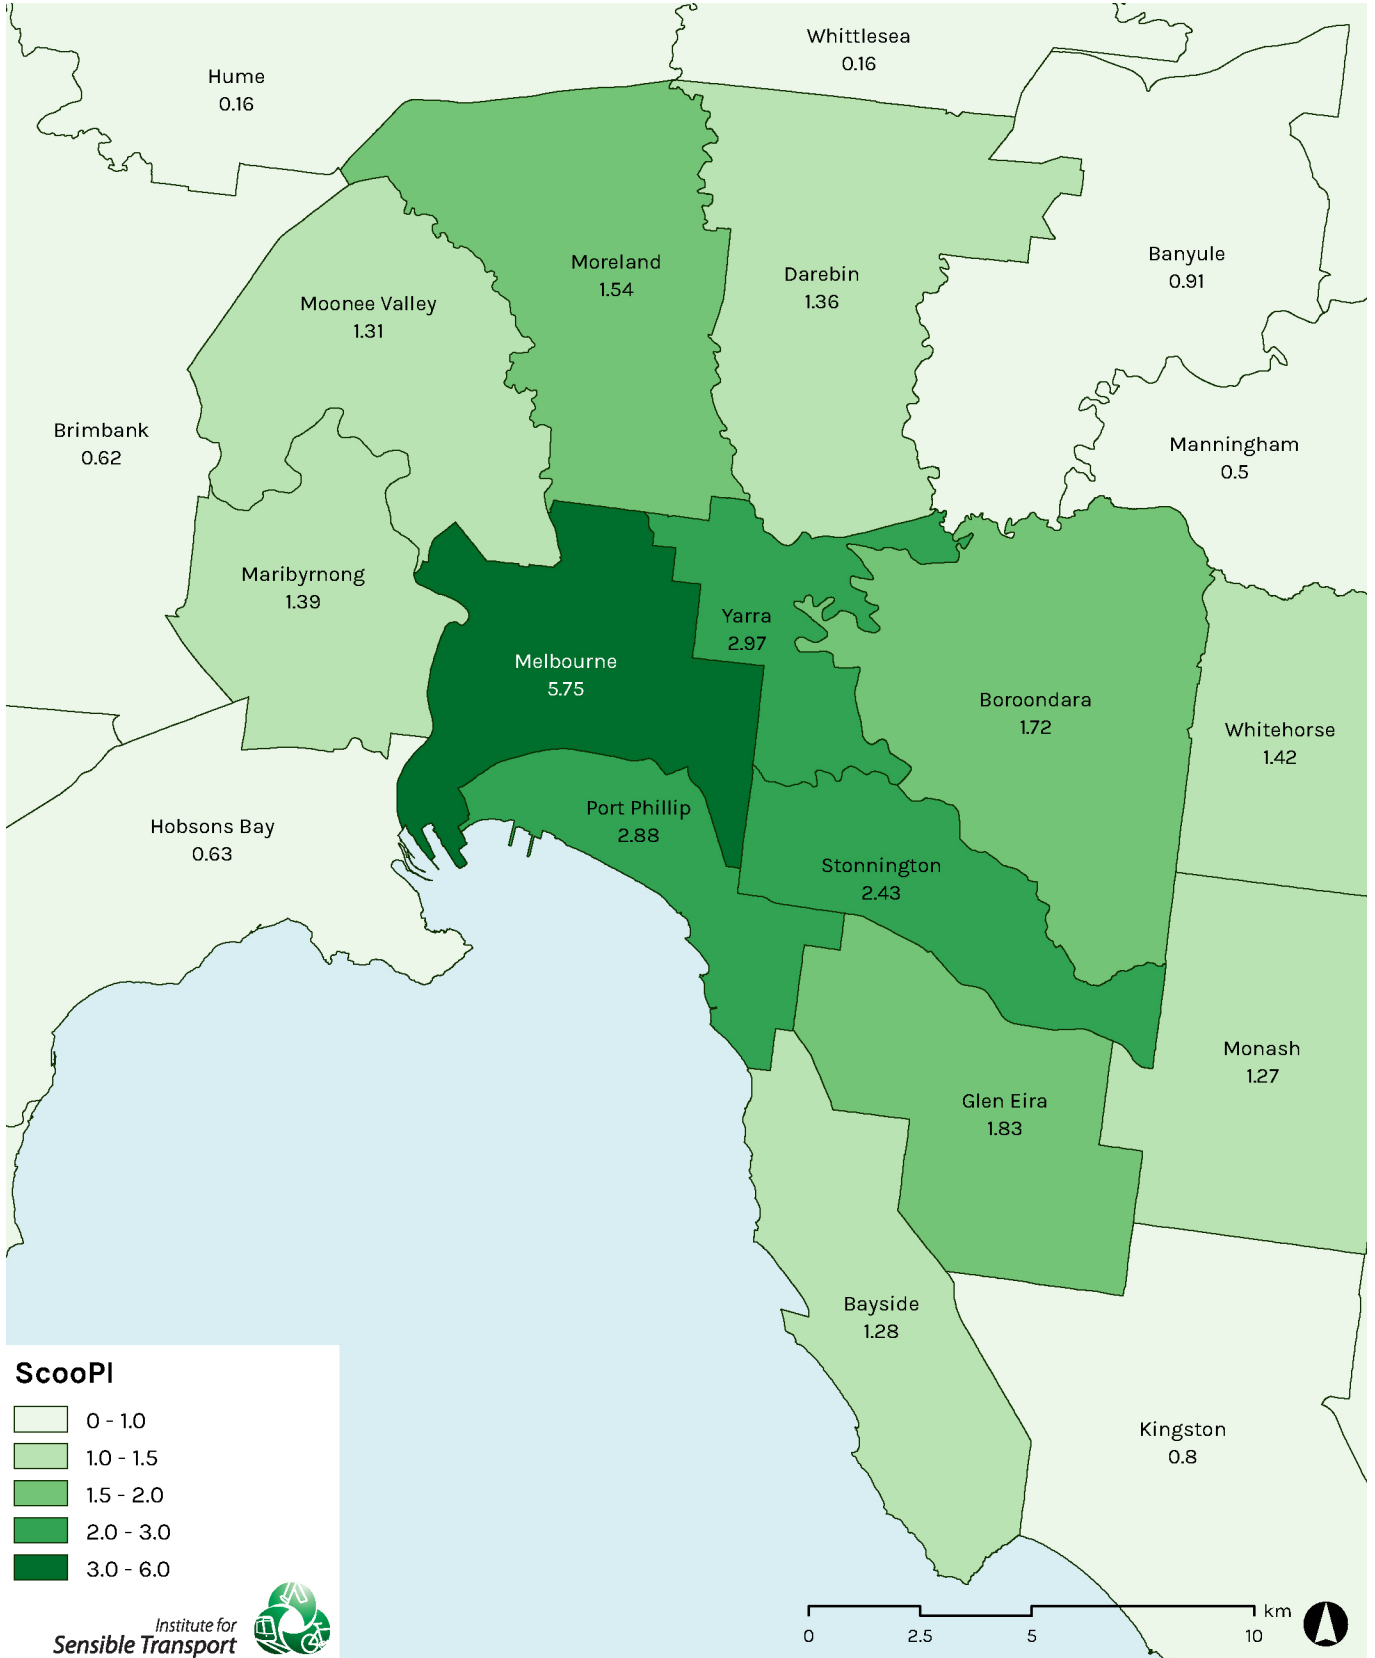 Whittlesea
0.16
Hume
0.16
Banyule
0.91
Moreland
1.54
Darebin
1.36
Moonee Valley
1.31
Brimbank
0.62
Manningham
0.5
Maribyrnong
1.39
Yarra
2.97
Melbourne
5.75
Boroondara
1.72
Whitehorse
1.42
Port Phillip
2.88
Hobsons Bay
0.63
Stonnington
2.43
Monash
1.27
Glen Eira
1.83
Bayside
1.28
Kingston
0.8
ScooPI
0 - 1.0
1.0 - 1.5
1.5 - 2.0
2.0 - 3.0
3.0 - 6.0
Institute for
Sensible Transport
km
0 2.5 5 10